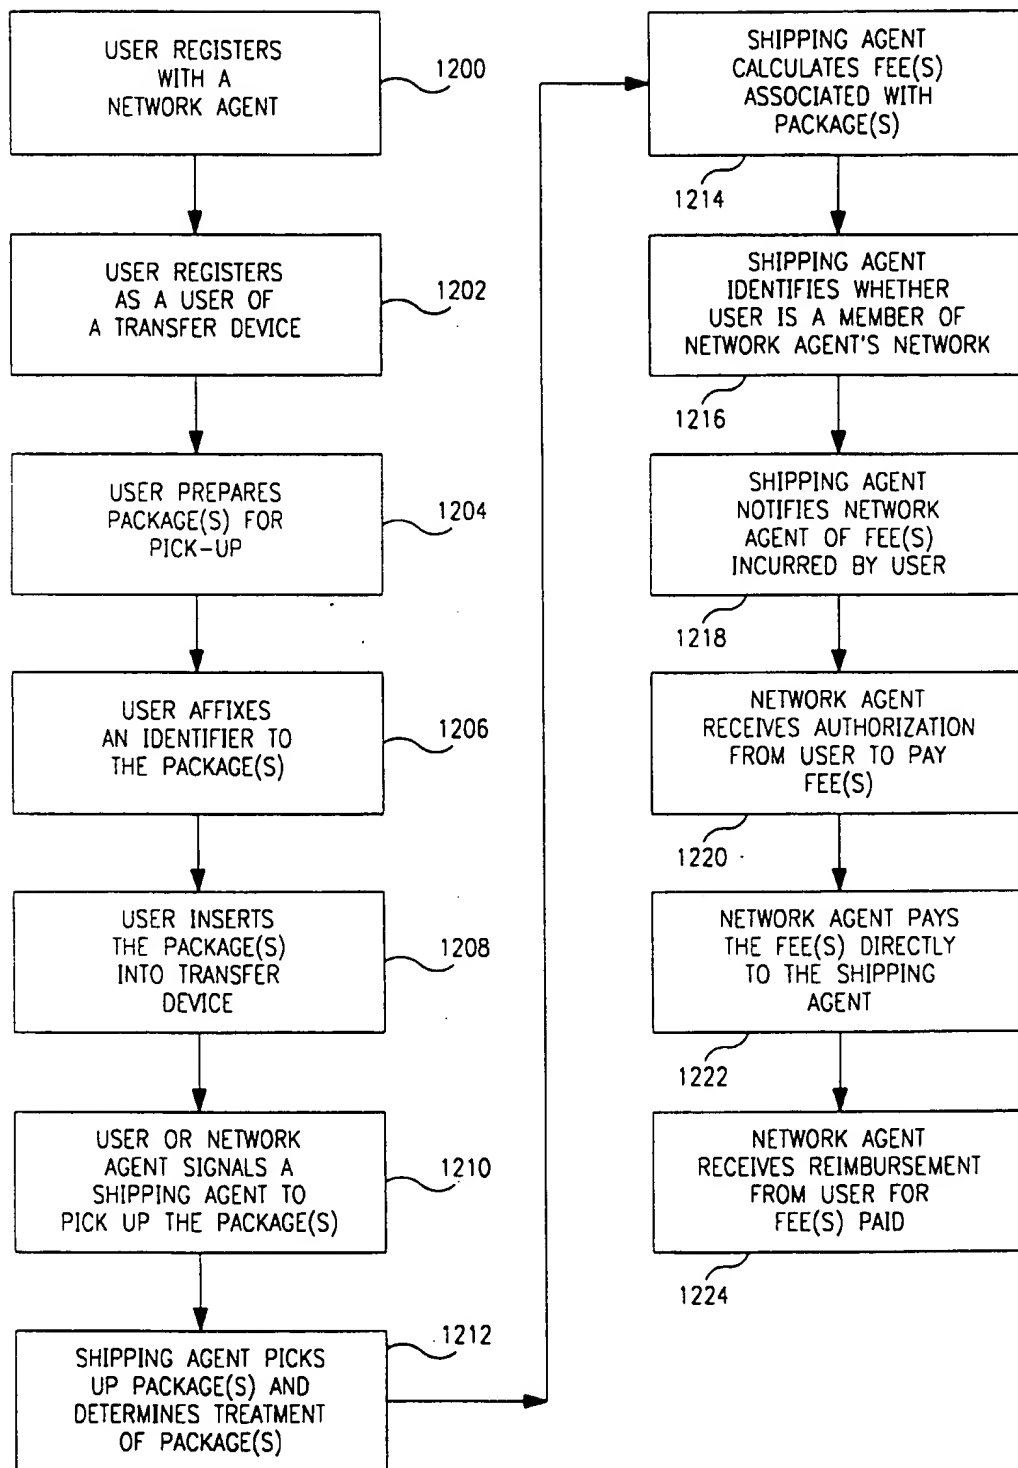 USER REGISTERS
WITH A
NETWORK AGENT
1200
USER REGISTERS
AS A USER OF
A TRANSFER DEVICE
1202
USER PREPARES
PACKAGE(S) FOR
PICK-UP
1204
USER AFFIXES
AN IDENTIFIER TO
THE PACKAGE(S)
1206
USER INSERTS
THE PACKAGE(S)
INTO TRANSFER
DEVICE
1208
USER OR NETWORK
AGENT SIGNALS A
SHIPPING AGENT TO
PICK UP THE PACKAGE(S)
1210
SHIPPING AGENT PICKS
UP PACKAGE(S) AND
DETERMINES TREATMENT
OF PACKAGE(S)
1212
SHIPPING AGENT
CALCULATES FEE(S)
ASSOCIATED WITH
PACKAGE(S)
1214
SHIPPING AGENT
IDENTIFIES WHETHER
USER IS A MEMBER OF
NETWORK AGENT'S NETWORK
1216
SHIPPING AGENT
NOTIFIES NETWORK
AGENT OF FEE(S)
INCURRED BY USER
1218
NETWORK AGENT
RECEIVES AUTHORIZATION
FROM USER TO PAY
FEE(S)
1220
NETWORK AGENT PAYS
THE FEE(S) DIRECTLY
TO THE SHIPPING
AGENT
1222
NETWORK AGENT
RECEIVES REIMBURSEMENT
FROM USER FOR
FEE(S) PAID
1224